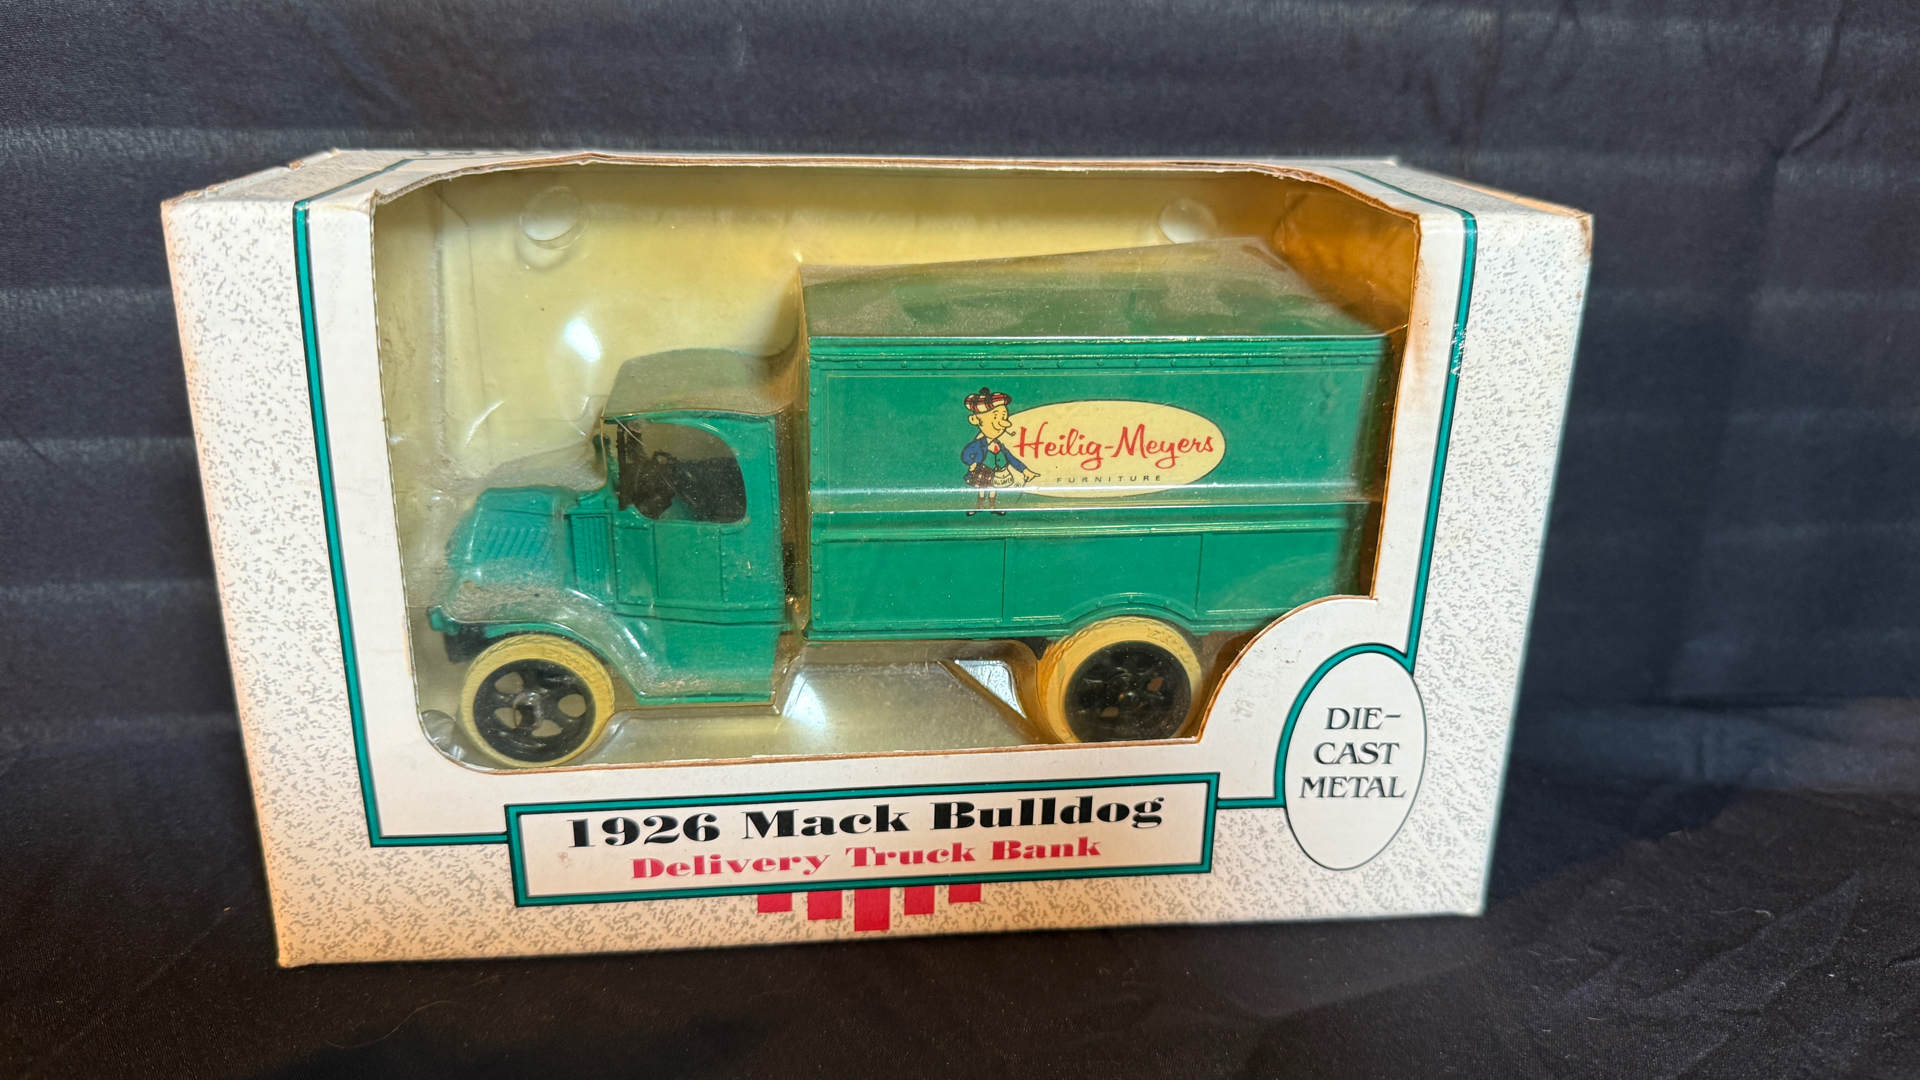 Heilig-Meyers
FURNITURE
DIE-
CAST
METAL
1926 Mack Bulldog
Delivery Truck Bank